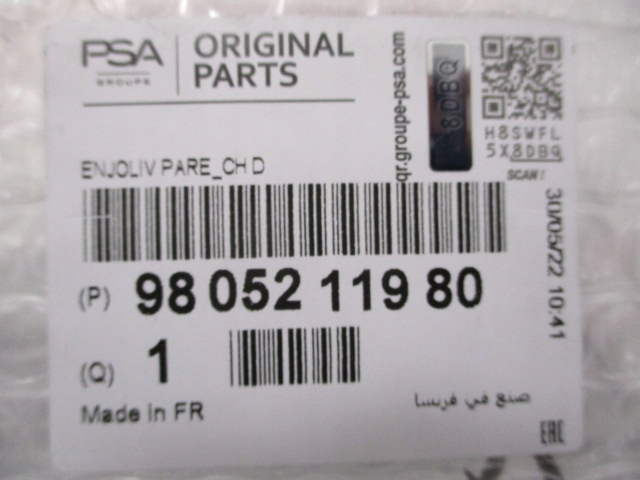 PSA
GROUPE
ORIGINAL
PARTS
qr.groupe-psa.com
8DBQ
H8SWFL
5X8DBQ
SCAN !
ENJOLIV PARE_CH D
30/05/22 10:41
(P) 98 052 119 80
(Q) 1
Made in FR
صنع في فرنسا
EAC